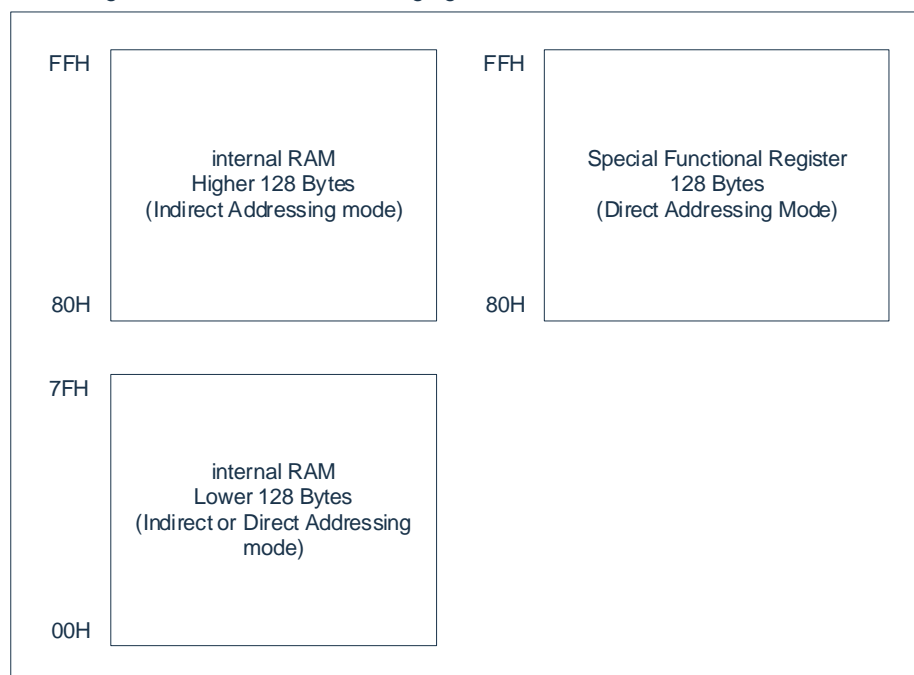 FFH
internal RAM
Higher 128 Bytes
(Indirect Addressing mode)
80H
FFH
Special Functional Register
128 Bytes
(Direct Addressing Mode)
80H
7FH
internal RAM
Lower 128 Bytes
(Indirect or Direct Addressing
mode)
00H